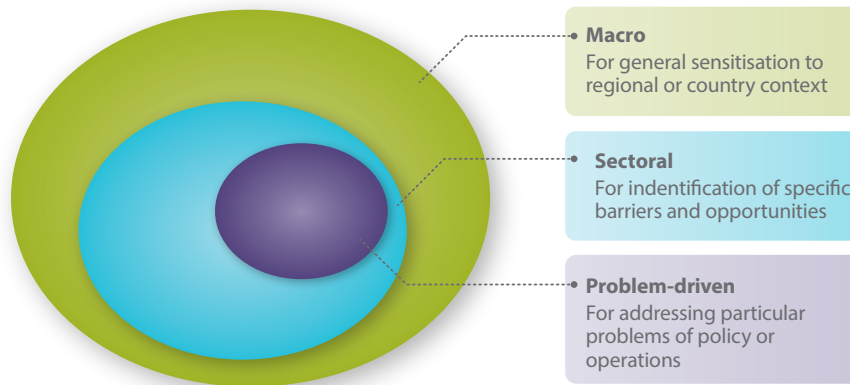 Macro
For general sensitisation to
regional or country context
Sectoral
For indentification of specific
barriers and opportunities
Problem-driven
For addressing particular
problems of policy or
operations